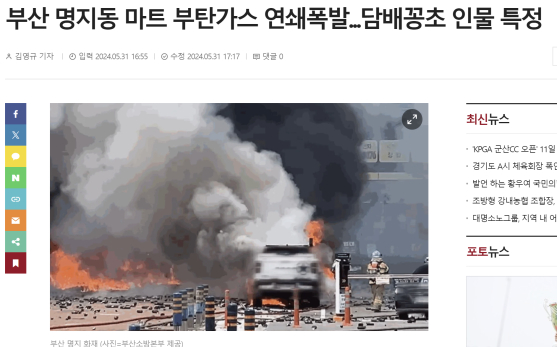 부산 명지동 마트 부탄가스 연쇄폭발...담배꽁초 인물 특정
김영규 기자
입력 2024.05.31 16:55
수정 2024.05.31 17:17
댓글 0
부산 명지 화재 (사진=부산소방본부 제공)
최신뉴스
'KPGA 군산CC 오픈' 11일
경기도 A시 체육회장 폭언
발언 하는 황우여 국민의
조방형 강내농협 조합장,
대명소노그룹, 지역 내 어
포토뉴스